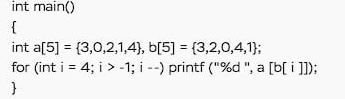 int main()
{
int a[5] = {3,0,2,1,4}, b[5] = {3,2,0,4,1};
for (int i = 4; i > -1; i --) printf ("%d ", a [b[ i ]]);
}